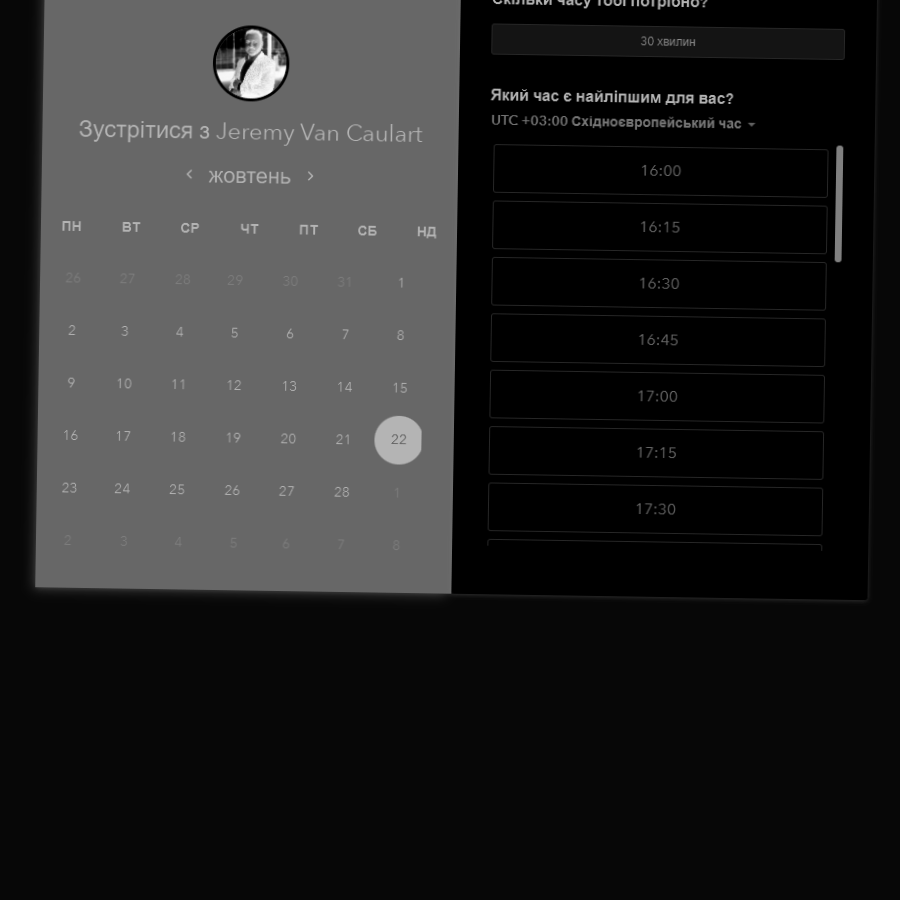 Скільки часу тобі потрібно?
30 хвилин
Зустрітися з Jeremy Van Caulart
‹ жовтень ›
ПН ВТ СР ЧТ ПТ СБ НД
26 27 28 29 30 31 1
2 3 4 5 6 7 8
9 10 11 12 13 14 15
16 17 18 19 20 21 22
23 24 25 26 27 28 1
2 3 4 5 6 7 8
Який час є найліпшим для вас?
UTC +03:00 Східноєвропейський час
16:00
16:15
16:30
16:45
17:00
17:15
17:30